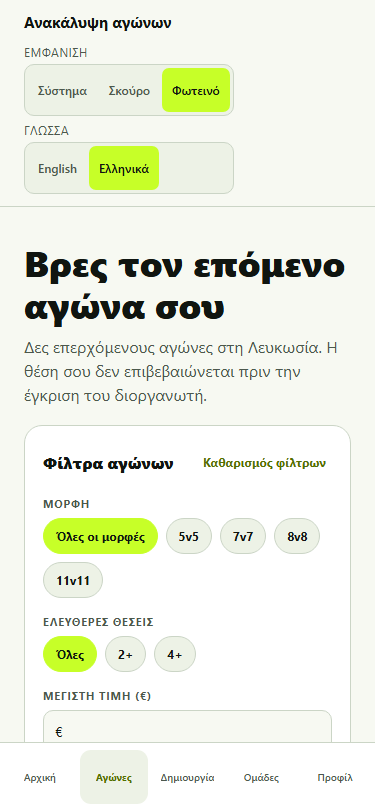 Ανακάλυψη αγώνων
ΕΜΦΑΝΙΣΗ
Σύστημα Σκούρο Φωτεινό
ΓΛΩΣΣΑ
English Ελληνικά
Βρες τον επόμενο
αγώνα σου
Δες επερχόμενους αγώνες στη Λευκωσία. Η
θέση σου δεν επιβεβαιώνεται πριν την
έγκριση του διοργανωτή.
Φίλτρα αγώνων Καθαρισμός φίλτρων
ΜΟΡΦΗ
Όλες οι μορφές 5v5 7v7 8v8
11v11
ΕΛΕΥΘΕΡΕΣ ΘΕΣΕΙΣ
Όλες 2+ 4+
ΜΕΓΙΣΤΗ ΤΙΜΗ (€)
€
Αρχική Αγώνες Δημιουργία Ομάδες Προφίλ